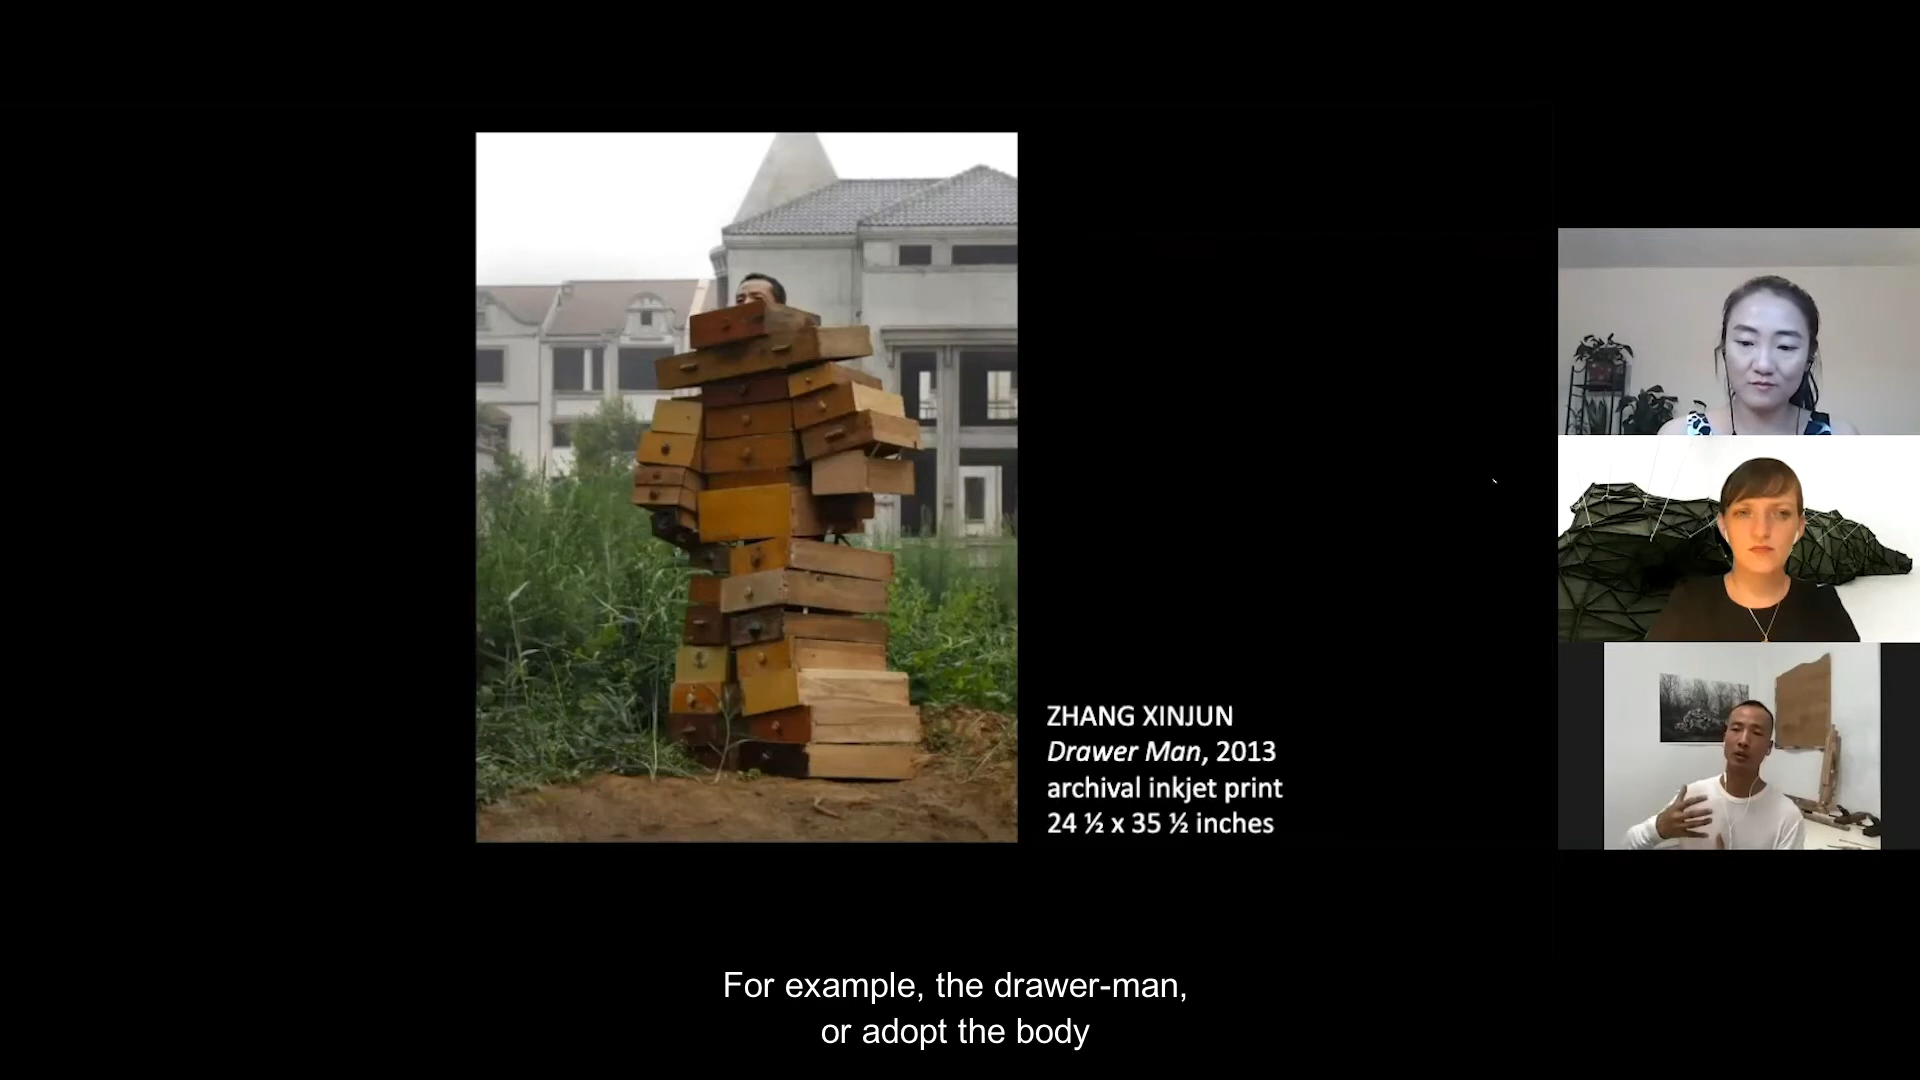 ZHANG XINJUN
Drawer Man, 2013
archival inkjet print
24 ½ x 35 ½ inches
For example, the drawer-man,
or adopt the body